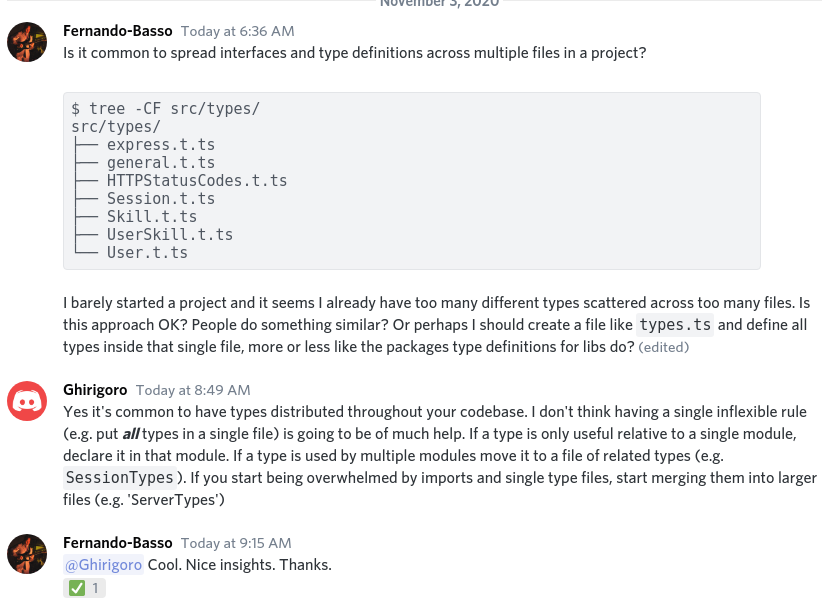 November 3, 2020
Fernando-Basso Today at 6:36 AM
Is it common to spread interfaces and type definitions across multiple files in a project?
$ tree -CF src/types/
src/types/
├── express.t.ts
├── general.t.ts
├── HTTPStatusCodes.t.ts
├── Session.t.ts
├── Skill.t.ts
├── UserSkill.t.ts
└── User.t.ts
I barely started a project and it seems I already have too many different types scattered across too many files. Is
this approach OK? People do something similar? Or perhaps I should create a file like types.ts and define all
types inside that single file, more or less like the packages type definitions for libs do? (edited)
Ghirigoro Today at 8:49 AM
Yes it's common to have types distributed throughout your codebase. I don't think having a single inflexible rule
(e.g. put all types in a single file) is going to be of much help. If a type is only useful relative to a single module,
declare it in that module. If a type is used by multiple modules move it to a file of related types (e.g.
SessionTypes). If you start being overwhelmed by imports and single type files, start merging them into larger
files (e.g. 'ServerTypes')
Fernando-Basso Today at 9:15 AM
@Ghirigoro Cool. Nice insights. Thanks.
✅ 1